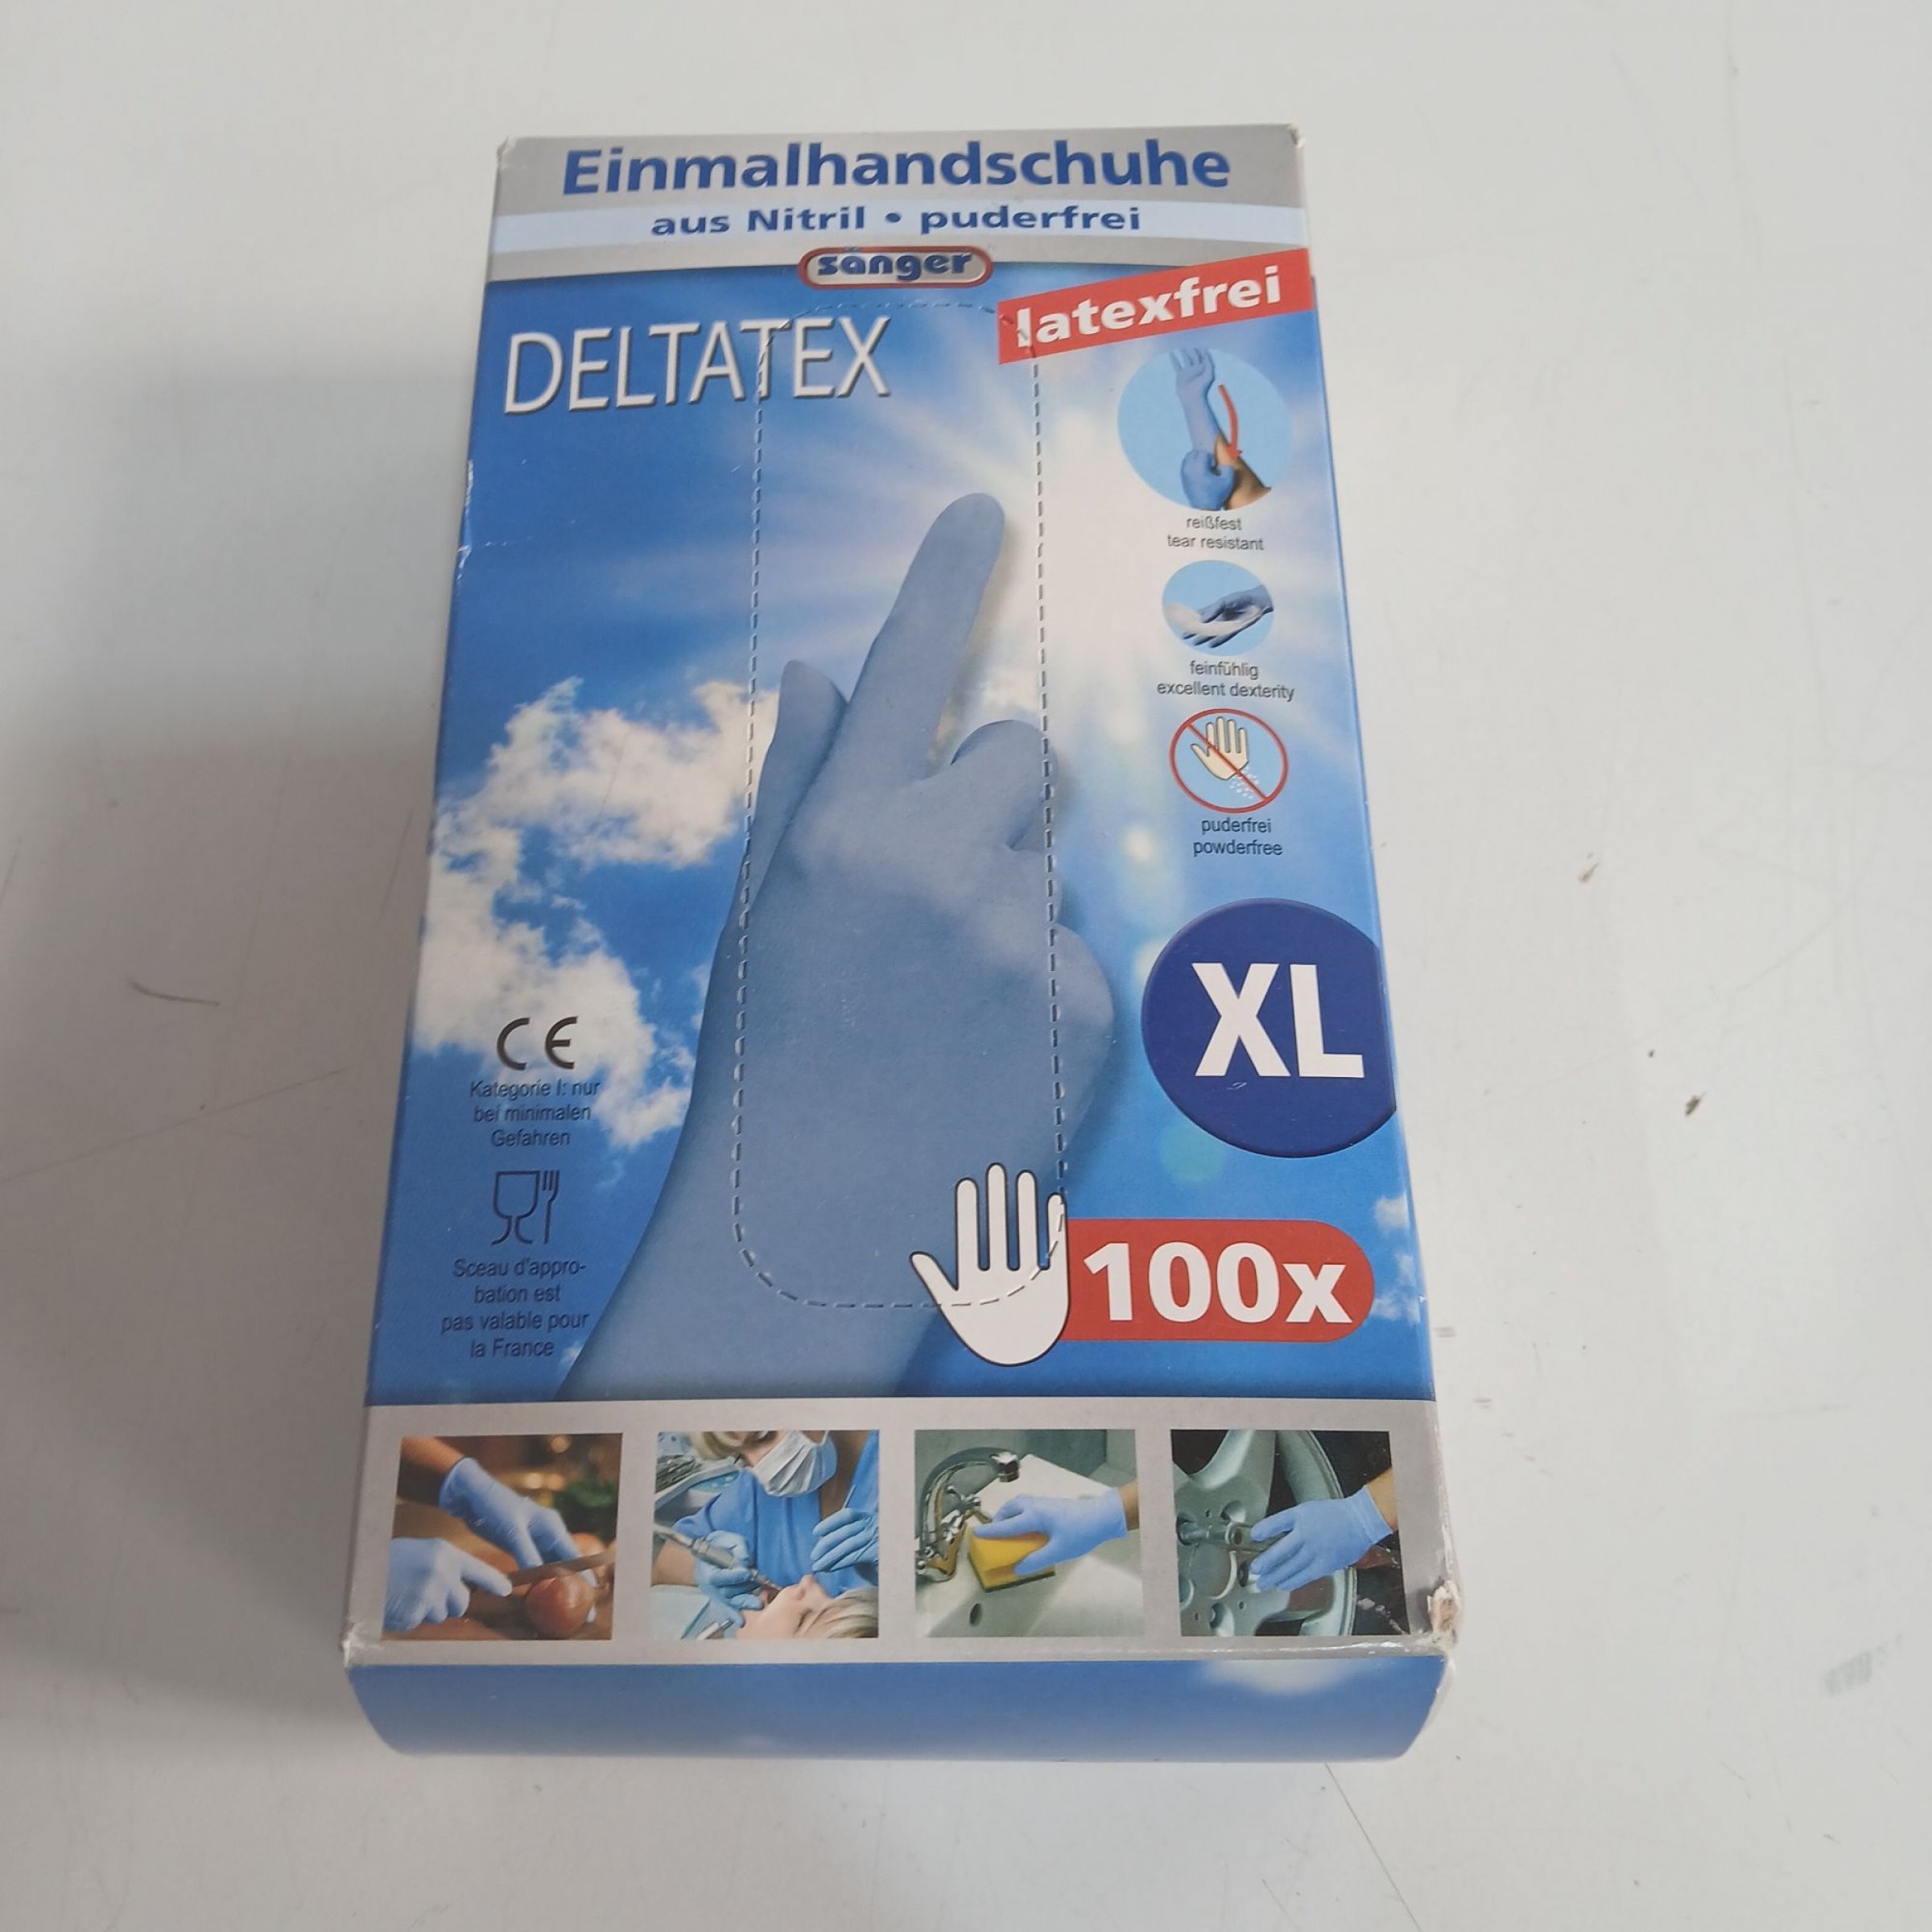 Einmalhandschuhe
aus Nitril • puderfrei
sänger
latexfrei
DELTATEX
reißfest
tear resistant
feinfühlig
excellent dexterity
puderfrei
powderfree
XL
CE
Kategorie I: nur
bei minimalen
Gefahren
Sceau d'appro-
bation est
pas valable pour
la France
100x